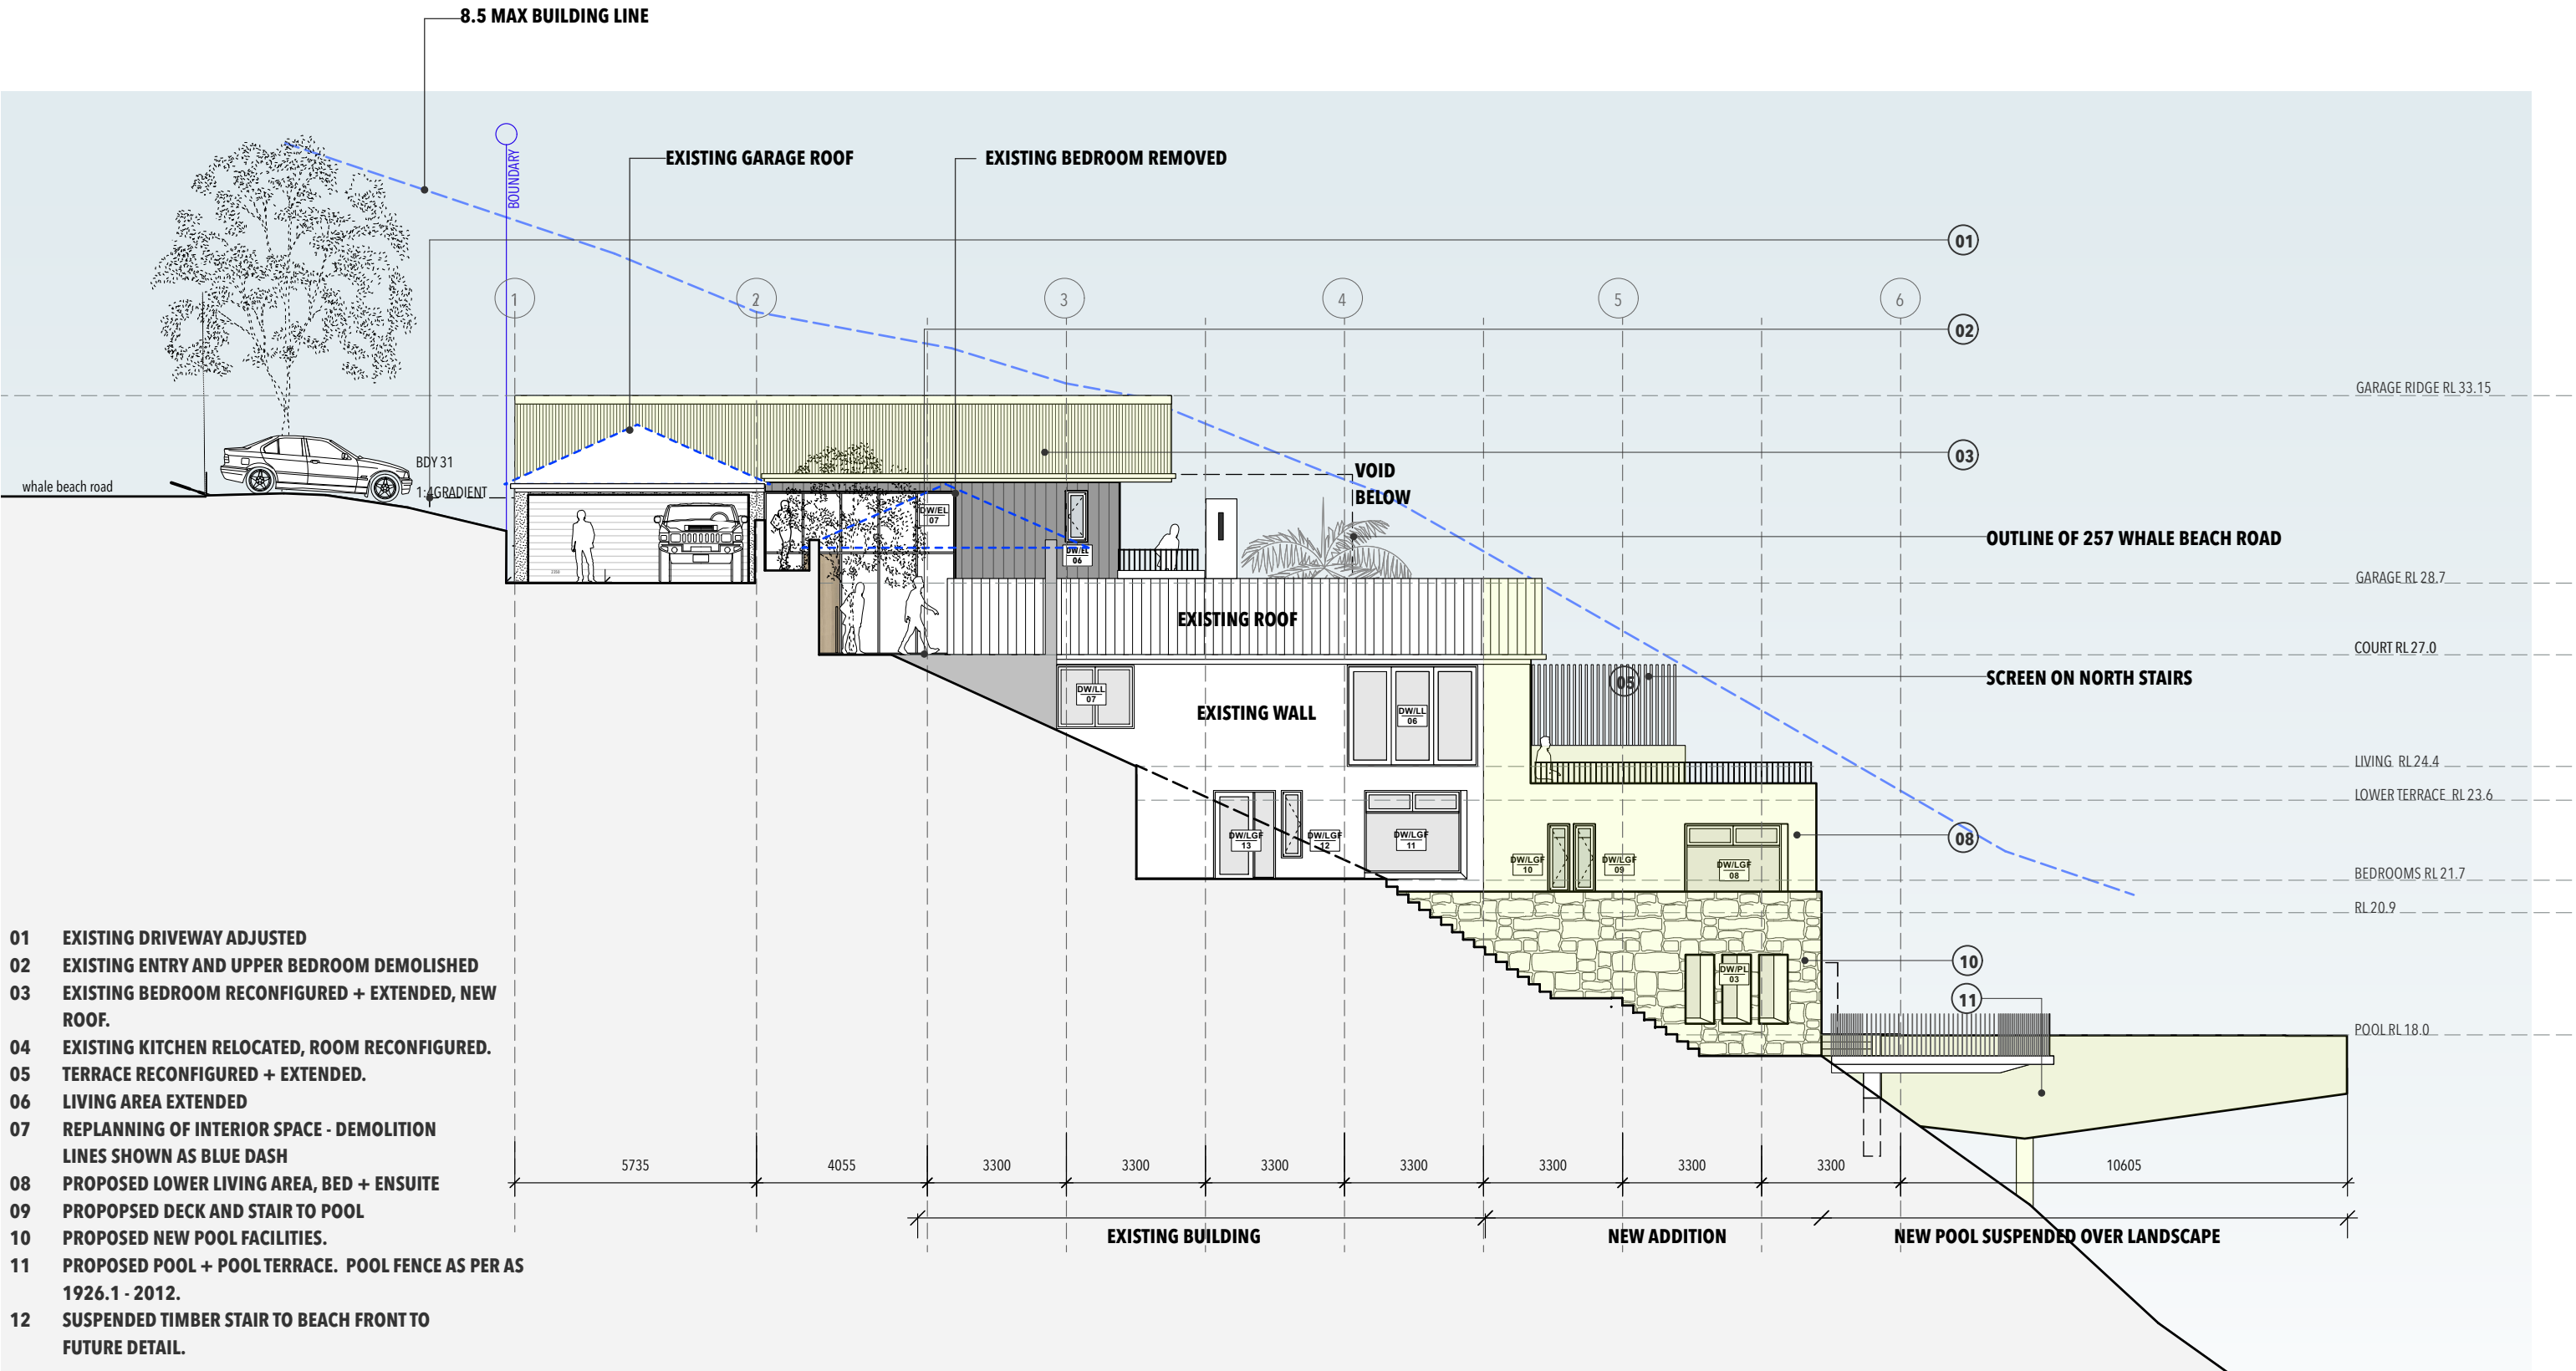 8.5 MAX BUILDING LINE
BOUNDARY
EXISTING GARAGE ROOF
EXISTING BEDROOM REMOVED
01
1
2
3
4
5
6
02
GARAGE RIDGE RL 33.15
03
BDY 31
1:4GRADIENT
whale beach road
VOID
BELOW
DW/EL
07
DW/EL
06
OUTLINE OF 257 WHALE BEACH ROAD
GARAGE RL 28.7
EXISTING ROOF
COURT RL 27.0
SCREEN ON NORTH STAIRS
05
DW/LL
07
DW/LL
06
EXISTING WALL
LIVING RL 24.4
LOWER TERRACE RL 23.6
DW/LGF
13
DW/LGF
12
DW/LGF
11
08
DW/LGF
10
DW/LGF
09
DW/LGF
08
BEDROOMS RL 21.7
RL 20.9
10
DW/PL
03
11
POOL RL 18.0
01 EXISTING DRIVEWAY ADJUSTED
02 EXISTING ENTRY AND UPPER BEDROOM DEMOLISHED
03 EXISTING BEDROOM RECONFIGURED + EXTENDED, NEW
ROOF.
04 EXISTING KITCHEN RELOCATED, ROOM RECONFIGURED.
05 TERRACE RECONFIGURED + EXTENDED.
06 LIVING AREA EXTENDED
07 REPLANNING OF INTERIOR SPACE - DEMOLITION
LINES SHOWN AS BLUE DASH
08 PROPOSED LOWER LIVING AREA, BED + ENSUITE
09 PROPOPSED DECK AND STAIR TO POOL
10 PROPOSED NEW POOL FACILITIES.
11 PROPOSED POOL + POOL TERRACE. POOL FENCE AS PER AS
1926.1 - 2012.
12 SUSPENDED TIMBER STAIR TO BEACH FRONT TO
FUTURE DETAIL.
5735 4055 3300 3300 3300 3300 3300 3300 3300 10605
EXISTING BUILDING NEW ADDITION NEW POOL SUSPENDED OVER LANDSCAPE